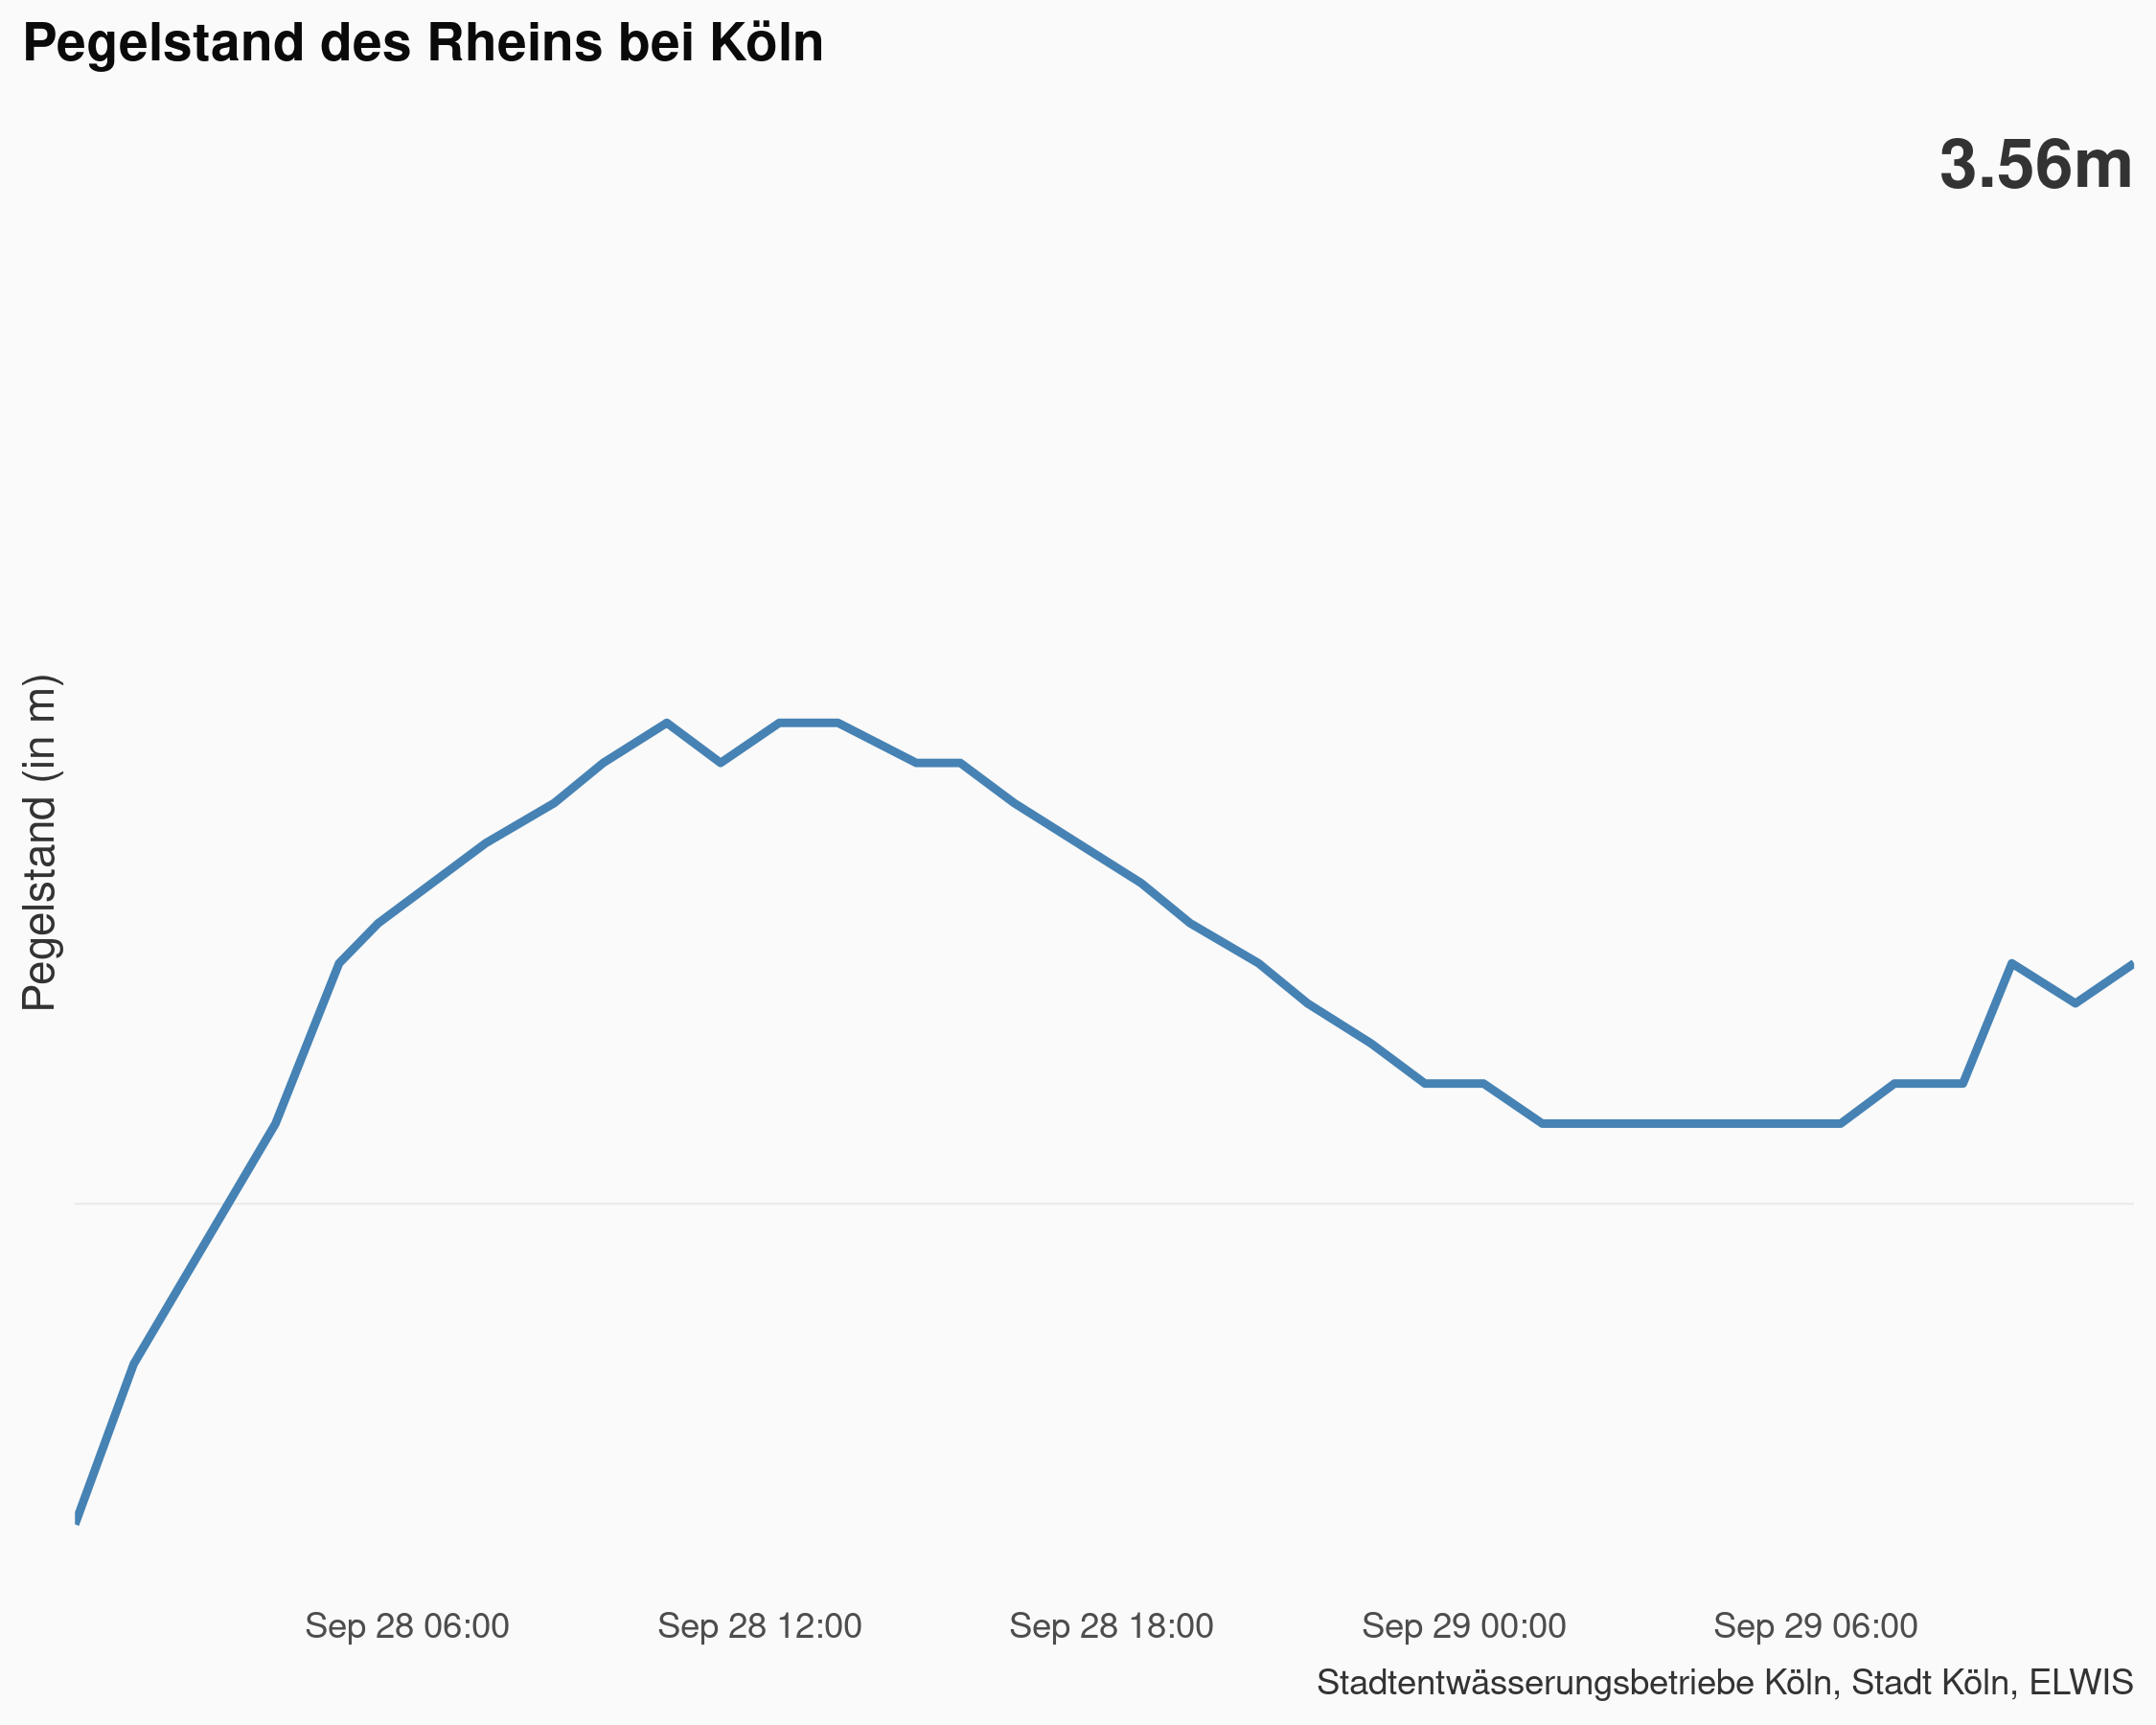 Pegelstand des Rheins bei Köln
3.56m
Pegelstand (in m)
Sep 28 06:00
Sep 28 12:00
Sep 28 18:00
Sep 29 00:00
Sep 29 06:00
Stadtentwässerungsbetriebe Köln, Stadt Köln, ELWIS